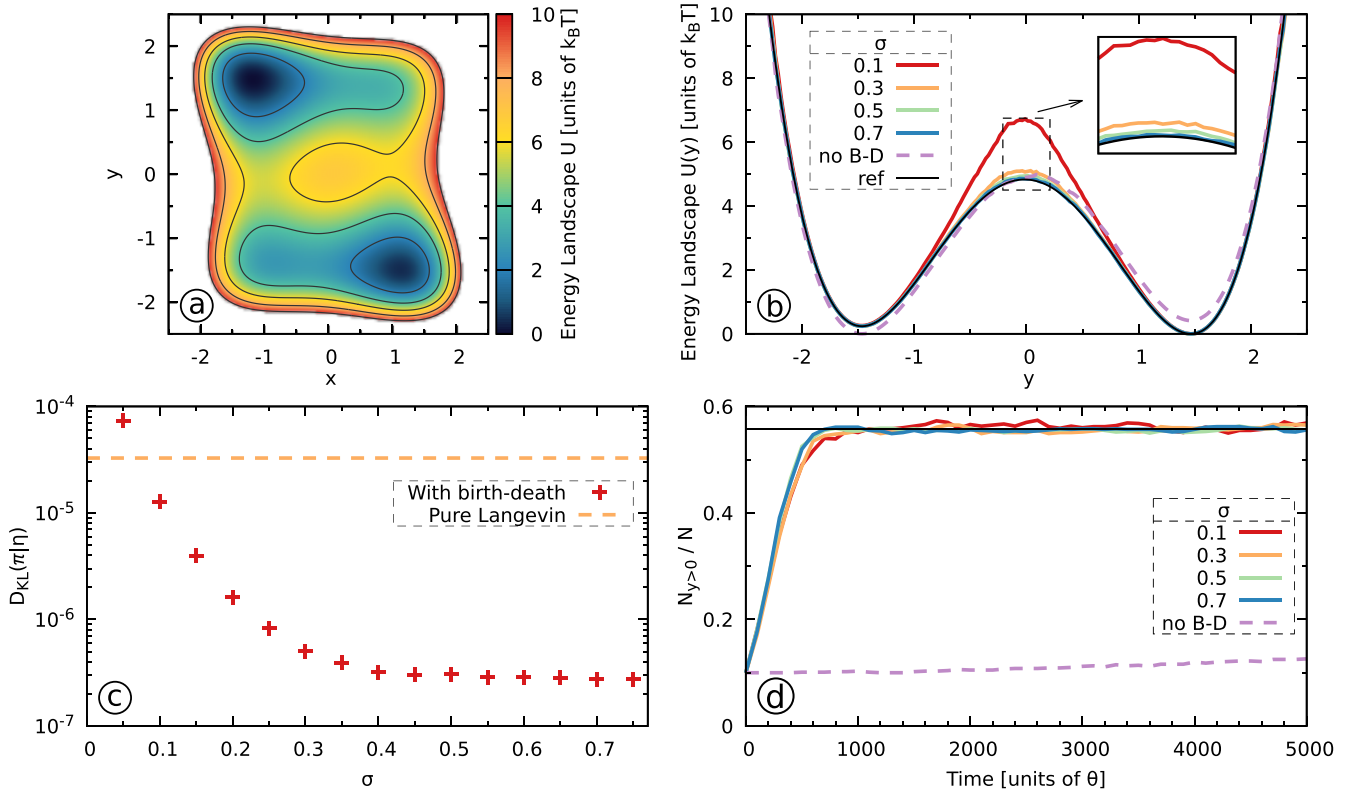 2
1
0
-1
-2
y
-2
-1
0
1
2
x
a
10
8
6
4
2
0
Energy Landscape U [units of k_BT]
10
8
6
4
2
0
Energy Landscape U(y) [units of k_BT]
σ
0.1
0.3
0.5
0.7
no B-D
ref
b
-2
-1
0
1
2
y
10^-4
10^-5
10^-6
10^-7
D_KL(π|η)
With birth-death
Pure Langevin
c
0
0.1
0.2
0.3
0.4
0.5
0.6
0.7
σ
0.6
0.4
0.2
0
N_y>0 / N
σ
0.1
0.3
0.5
0.7
no B-D
d
0
1000
2000
3000
4000
5000
Time [units of θ]